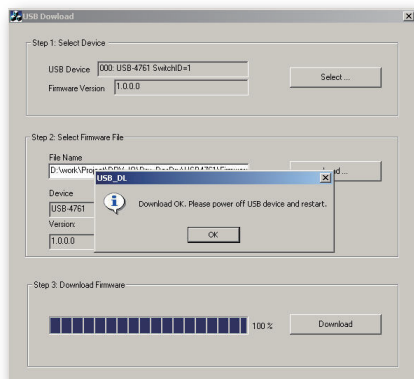 USB Dowload
Step 1: Select Device
USB Device
000: USB-4761 SwitchID=1
Select ...
Firmware Version
1.0.0.0
Step 2: Select Firmware File
File Name
USB_DL
Device
USB-4761
Download OK. Please power off USB device and restart.
Version:
1.0.0.0
OK
Step 3: Download Firmware
100 %
Download